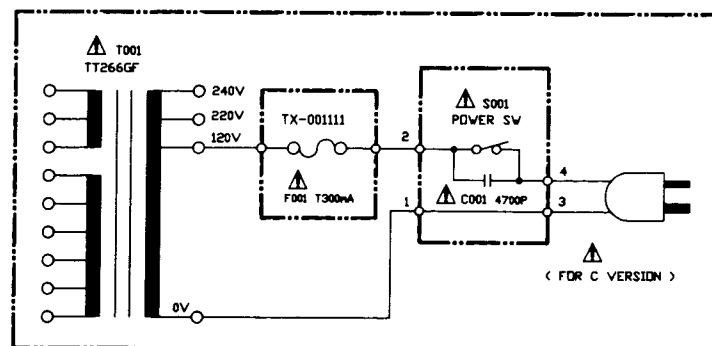 T001
TT266GF
240V
220V
120V
0V
TX-001111
F001 T300mA
2
1
S001
POWER SW
C001 4700P
4
3
( FOR C VERSION )